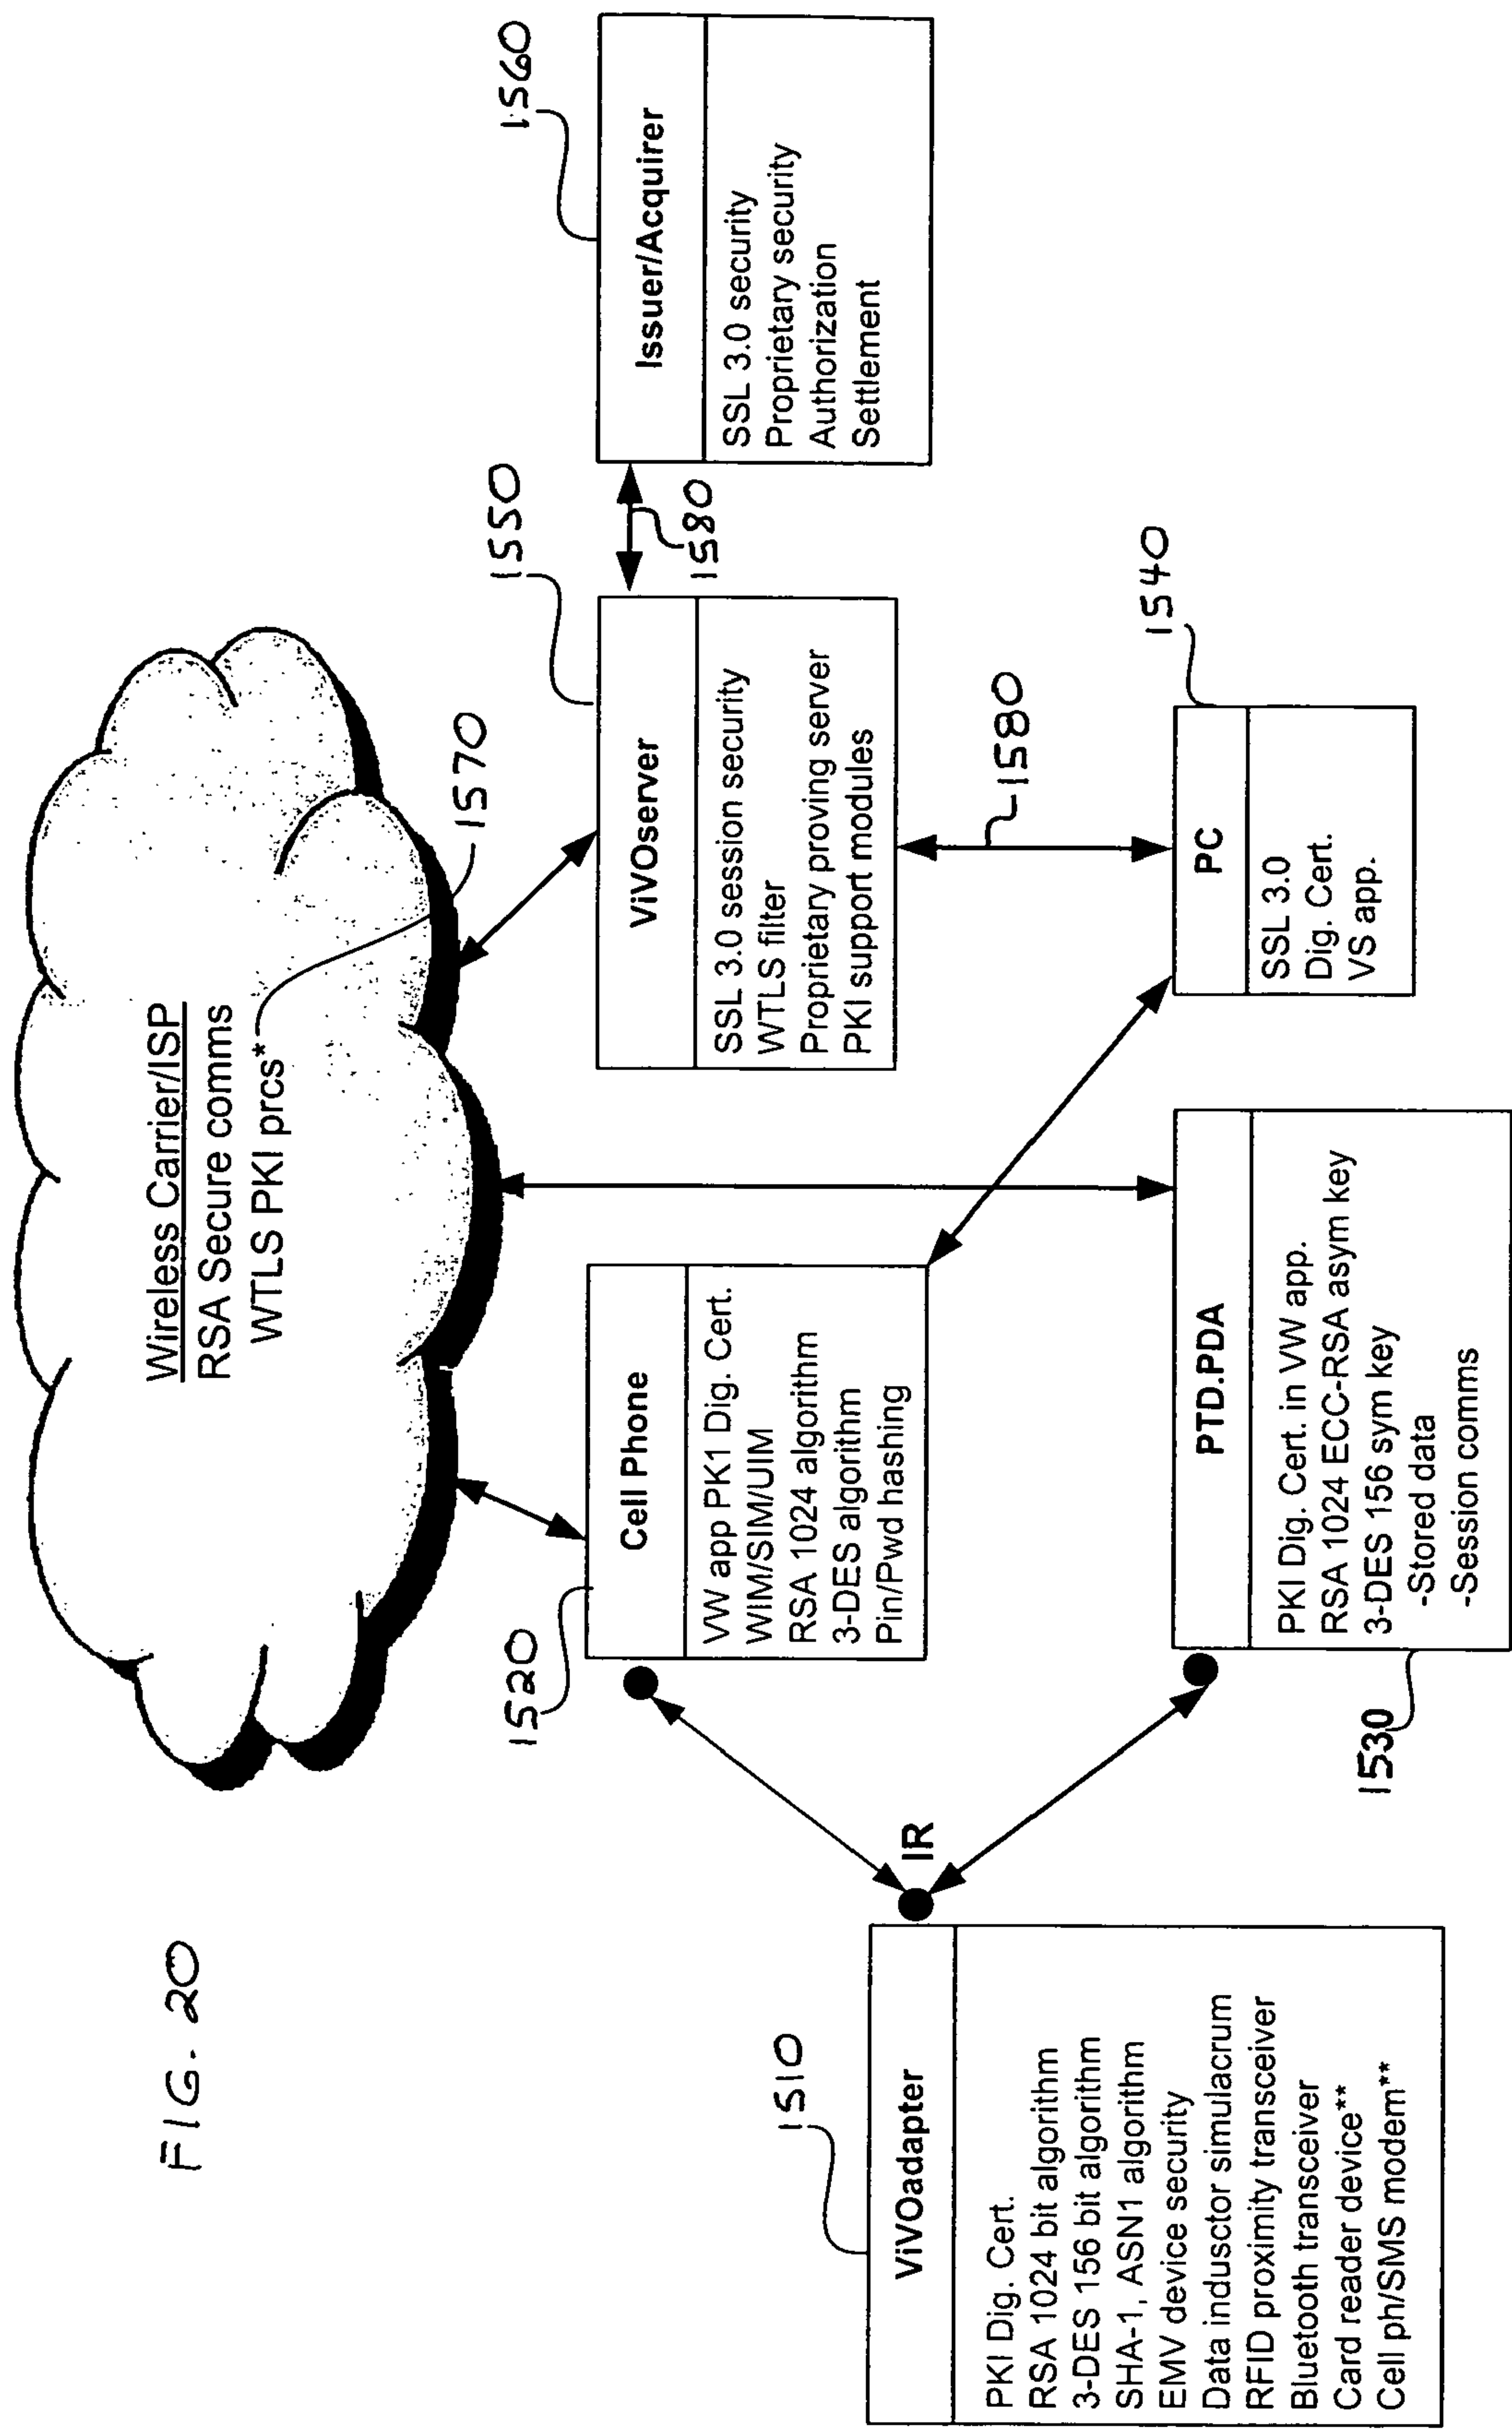 FIG. 20
Wireless Carrier/ISP
RSA Secure comms
WTLS PKI prcs*
1570
1510
ViVOadapter
PKI Dig. Cert.
RSA 1024 bit algorithm
3-DES 156 bit algorithm
SHA-1, ASN1 algorithm
EMV device security
Data indusctor simulacrum
RFID proximity transceiver
Bluetooth transceiver
Card reader device**
Cell ph/SMS modem**
IR
1520
Cell Phone
VW app PK1 Dig. Cert.
WIM/SIM/UIM
RSA 1024 algorithm
3-DES algorithm
Pin/Pwd hashing
1530
PTD.PDA
PKI Dig. Cert. in VW app.
RSA 1024 ECC-RSA asym key
3-DES 156 sym key
-Stored data
-Session comms
1550
ViVOserver
SSL 3.0 session security
WTLS filter
Proprietary proving server
PKI support modules
1580
1540
PC
SSL 3.0
Dig. Cert.
VS app.
1580
1560
Issuer/Acquirer
SSL 3.0 security
Proprietary security
Authorization
Settlement